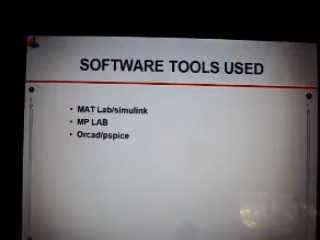 SOFTWARE TOOLS USED
• MAT Lab/simulink
• MP LAB
• Orcad/pspice